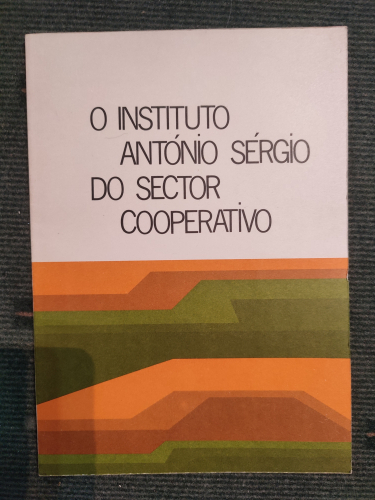 O INSTITUTO
ANTÓNIO SÉRGIO
DO SECTOR
COOPERATIVO